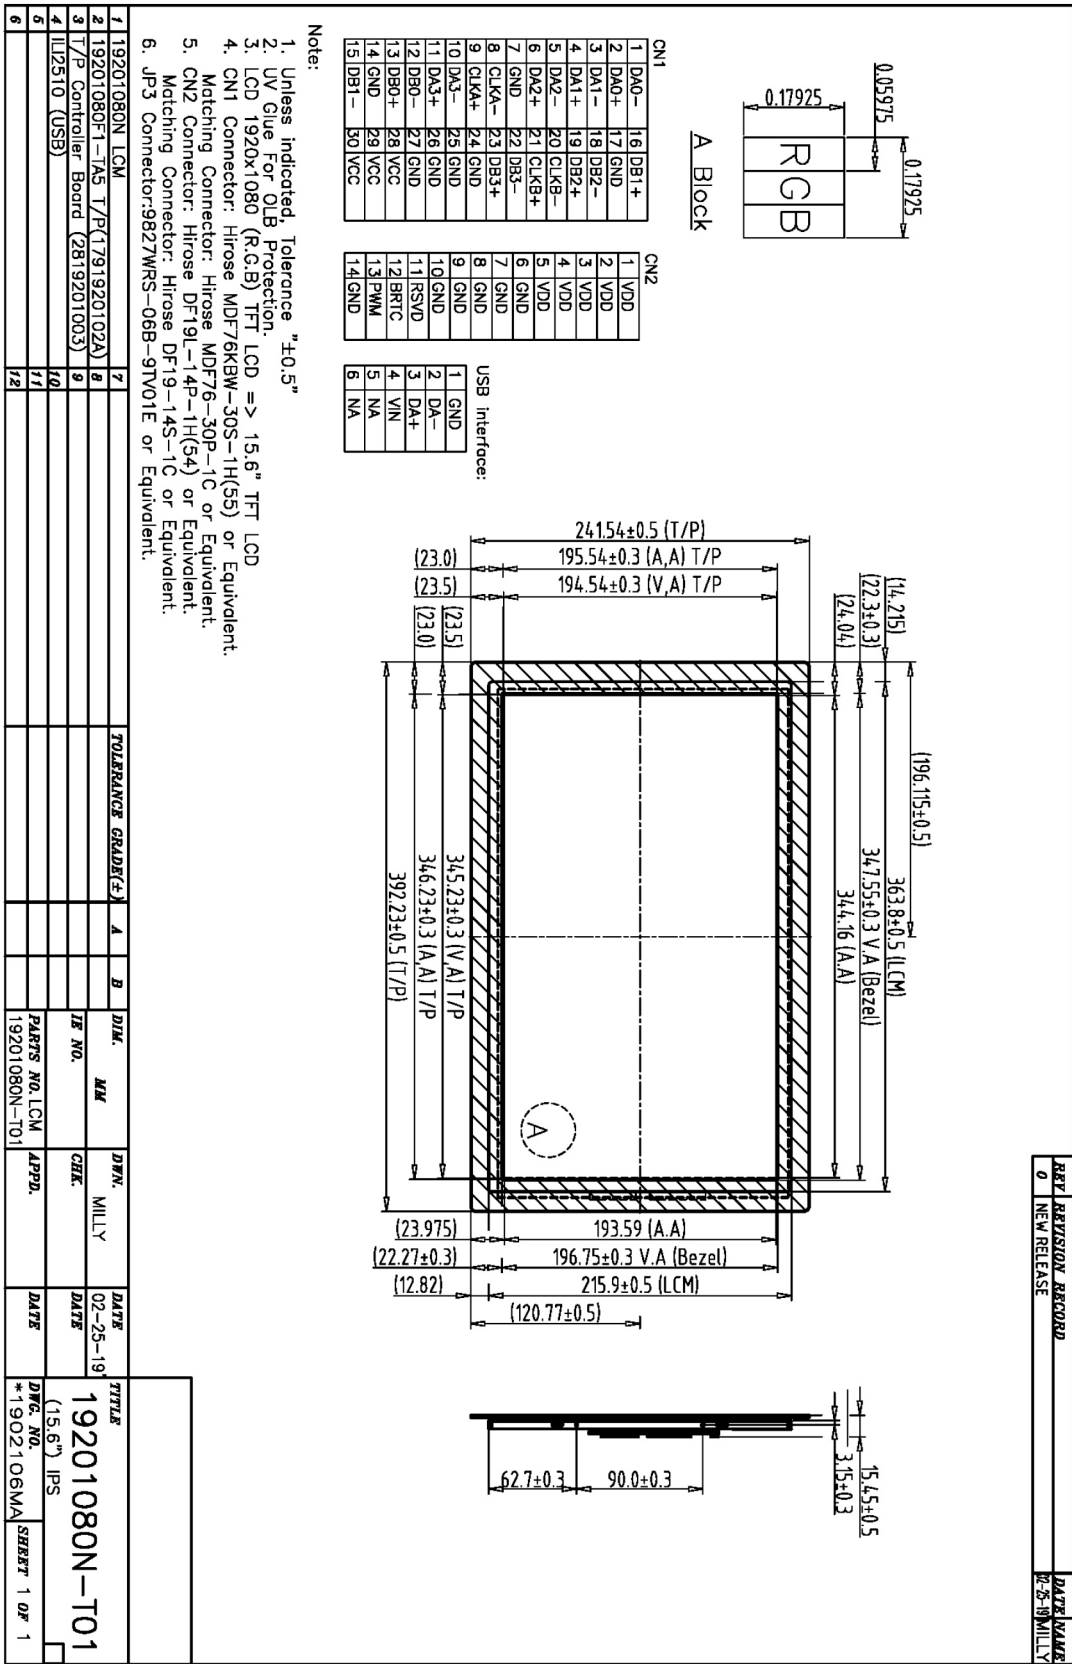 REV REVISION RECORD DATE NAME
0 NEW RELEASE 02-25-19 MILLY
0.05975
0.17925
0.17925
R G B
A Block
CN1
1 DA0- 16 DB1+
2 DA0+ 17 GND
3 DA1- 18 DB2-
4 DA1+ 19 DB2+
5 DA2- 20 CLKB-
6 DA2+ 21 CLKB+
7 GND 22 DB3-
8 CLKA- 23 DB3+
9 CLKA+ 24 GND
10 DA3- 25 GND
11 DA3+ 26 GND
12 DB0- 27 GND
13 DB0+ 28 VCC
14 GND 29 VCC
15 DB1- 30 VCC
CN2
1 VDD
2 VDD
3 VDD
4 VDD
5 VDD
6 GND
7 GND
8 GND
9 GND
10 GND
11 RSVD
12 BRTC
13 PWM
14 GND
USB interface:
1 GND
2 DA-
3 DA+
4 VIN
5 NA
6 NA
(196.115±0.5)
(14.215)
363.8±0.5 (LCM)
(22.3±0.3)
347.55±0.3 V.A (Bezel)
(24.04)
344.16 (A.A)
241.54±0.5 (T/P)
(23.0)
195.54±0.3 (A,A) T/P
(23.5)
194.54±0.3 (V,A) T/P
A
(23.5)
345.23±0.3 (V,A) T/P
(23.0)
346.23±0.3 (A,A) T/P
392.23±0.5 (T/P)
(23.975)
193.59 (A.A)
(22.27±0.3)
196.75±0.3 V.A (Bezel)
(12.82)
215.9±0.5 (LCM)
(120.77±0.5)
15.45±0.5
3.15±0.3
62.7±0.3
90.0±0.3
Note:
1. Unless indicated, Tolerance "±0.5"
2. UV Glue For OLB Protection.
3. LCD 1920x1080 (R.G.B) TFT LCD => 15.6" TFT LCD
4. CN1 Connector: Hirose MDF76KBW-30S-1H(55) or Equivalent.
Matching Connector: Hirose MDF76-30P-1C or Equivalent.
5. CN2 Connector: Hirose DF19L-14P-1H(54) or Equivalent.
Matching Connector: Hirose DF19-14S-1C or Equivalent.
6. JP3 Connector:9827WRS-06B-9TV01E or Equivalent.
1 19201080N LCM 7
2 19201080F1-TA5 T/P(1791920102A) 8
3 T/P Controller Board (2819201003) 9
4 ILI2510 (USB) 10
5 11
6 12
TOLERANCE GRADE(±) A B
DIM. MM
IE NO.
PARTS NO. LCM
19201080N-T01
DWN. MILLY
CHK.
APPD.
DATE
02-25-19'
DATE
DATE
TITLE
19201080N-T01
(15.6") IPS
DWG. NO.
*1902106MA
SHEET 1 OF 1